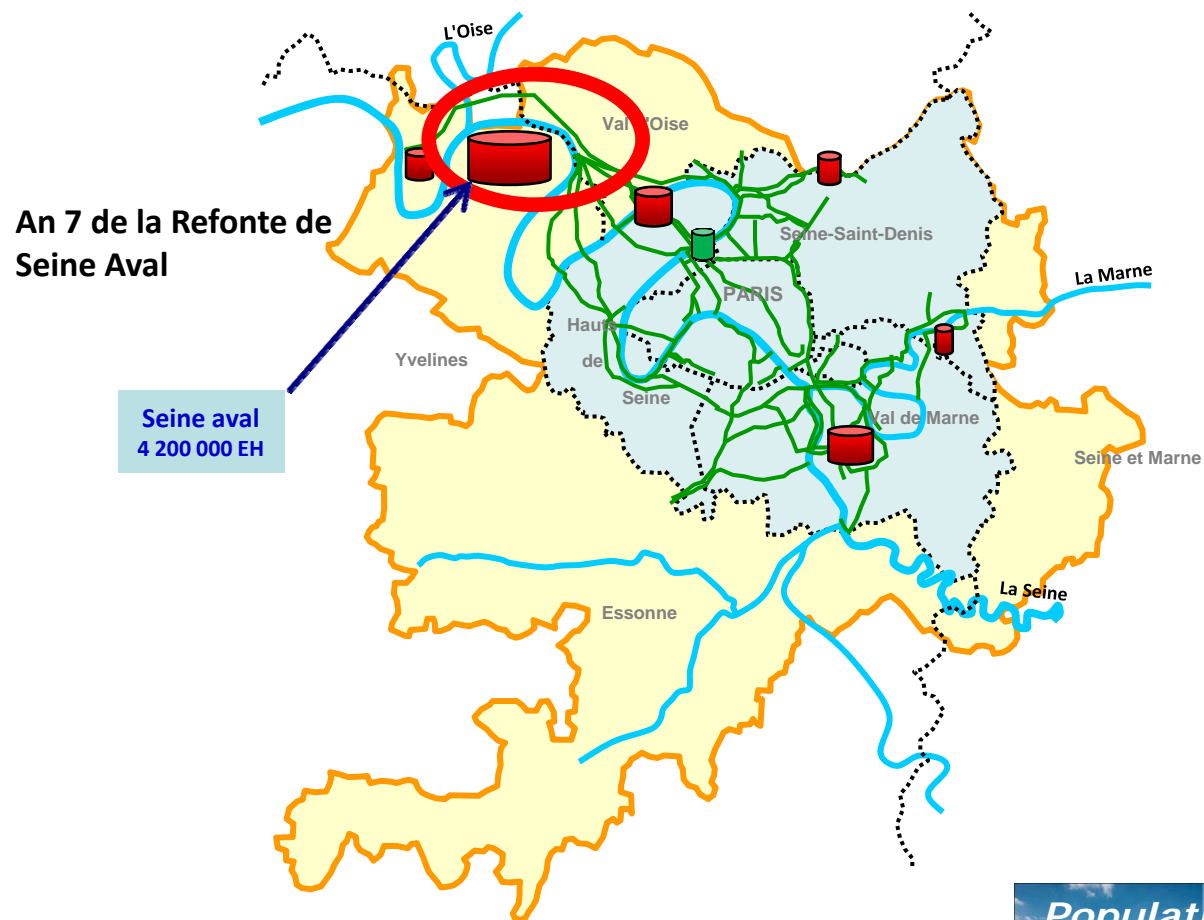 L'Oise
Val d'Oise
An 7 de la Refonte de
Seine Aval
Seine-Saint-Denis
La Marne
PARIS
Hauts
de
Seine
Yvelines
Seine aval
4 200 000 EH
Val de Marne
Seine et Marne
La Seine
Essonne
Populat